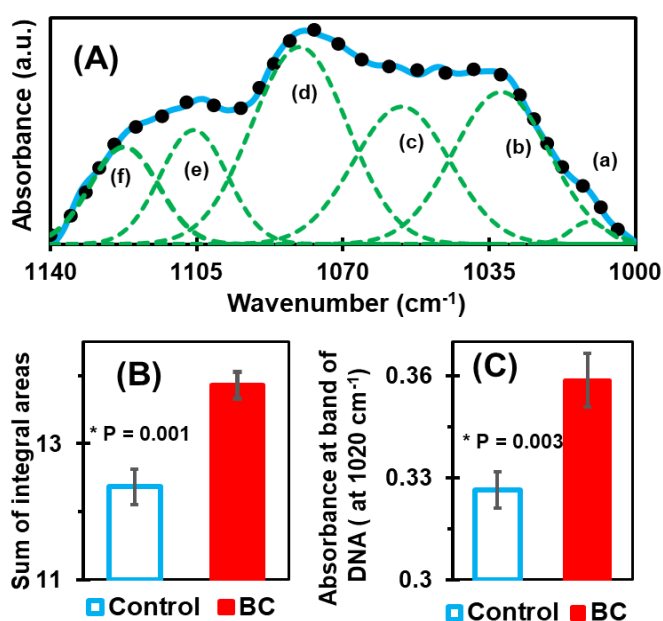 (A)
Absorbance (a.u.)
(d)
(c)
(b)
(a)
(e)
(f)
1140
1105
1070
1035
1000
Wavenumber (cm⁻¹)
(B)
Sum of integral areas
* P = 0.001
13
11
Control
BC
(C)
Absorbance at band of
DNA ( at 1020 cm⁻¹)
0.36
* P = 0.003
0.33
0.3
Control
BC